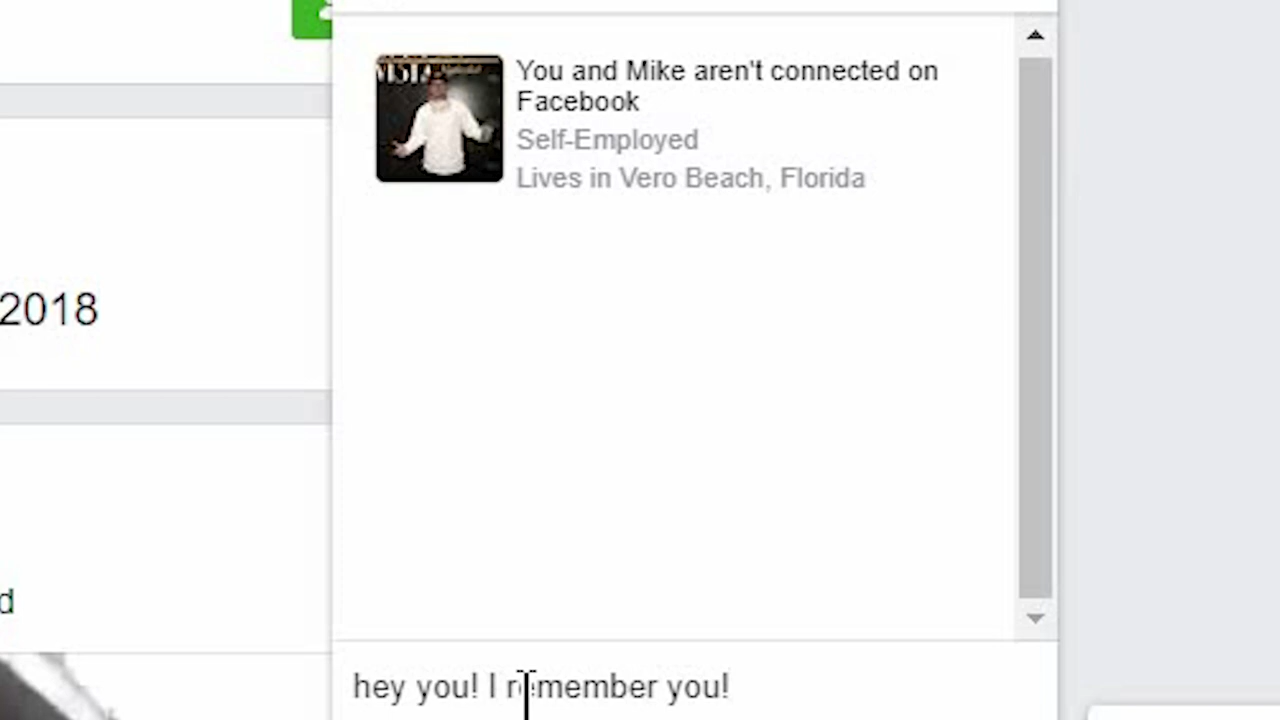 You and Mike aren't connected on
Facebook
Self-Employed
Lives in Vero Beach, Florida
2018
d
hey you! I remember you!